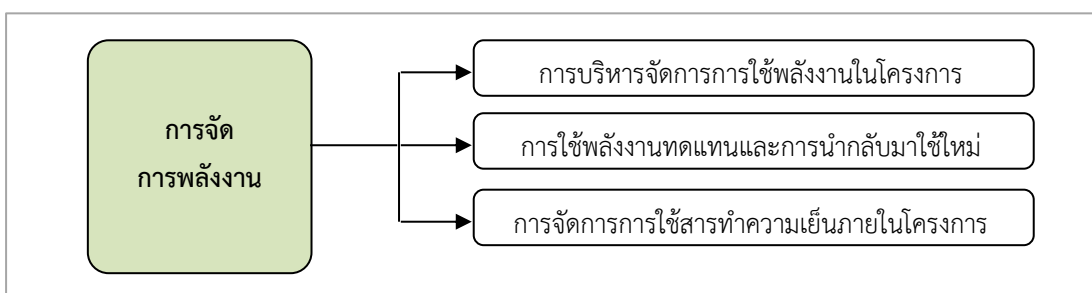 การจัด
การพลังงาน
การบริหารจัดการการใช้พลังงานในโครงการ
การใช้พลังงานทดแทนและการนำกลับมาใช้ใหม่
การจัดการการใช้สารทำความเย็นภายในโครงการ